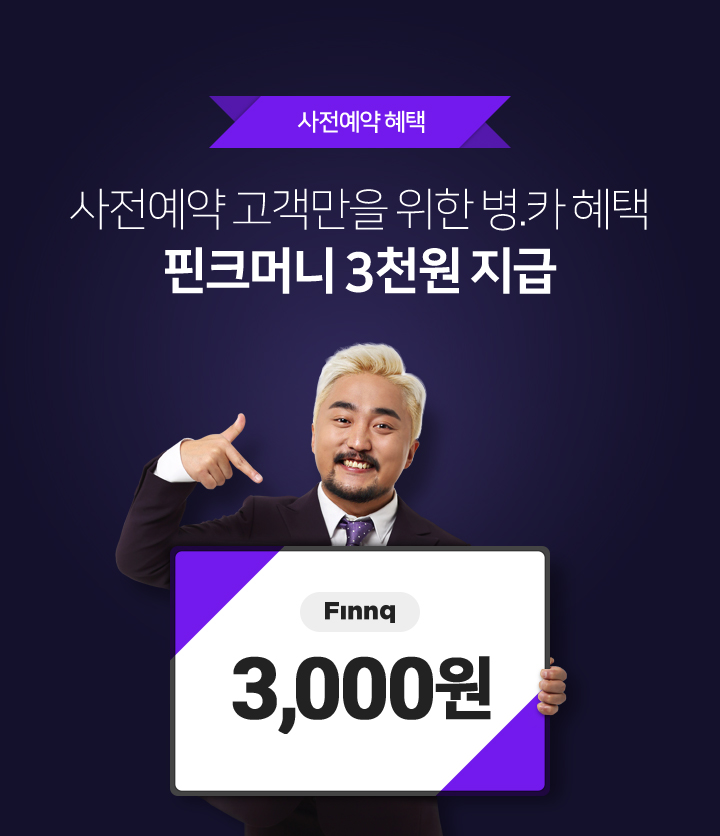 사전예약 혜택
사전예약 고객만을 위한 병.카 혜택
핀크머니 3천원 지급
Finnq
3,000원